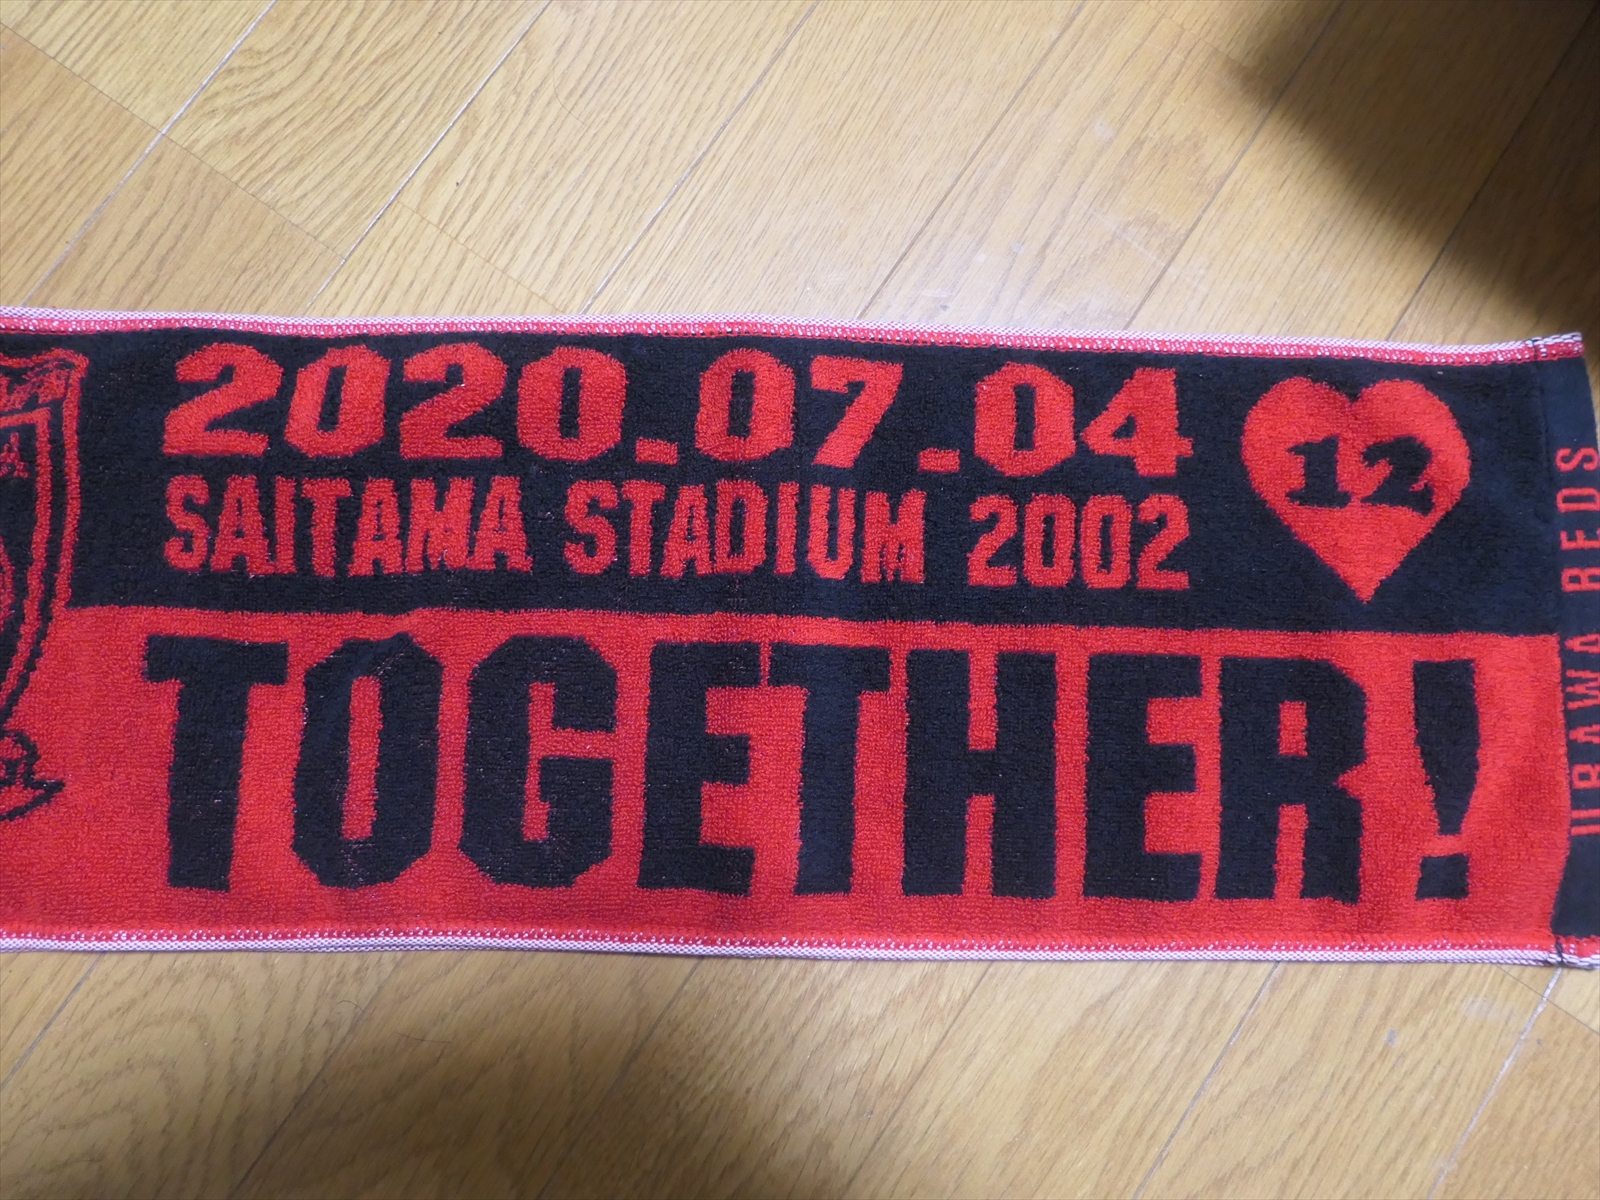 2020.07.04
SAITAMA STADIUM 2002
12
TOGETHER!
URAWA REDS